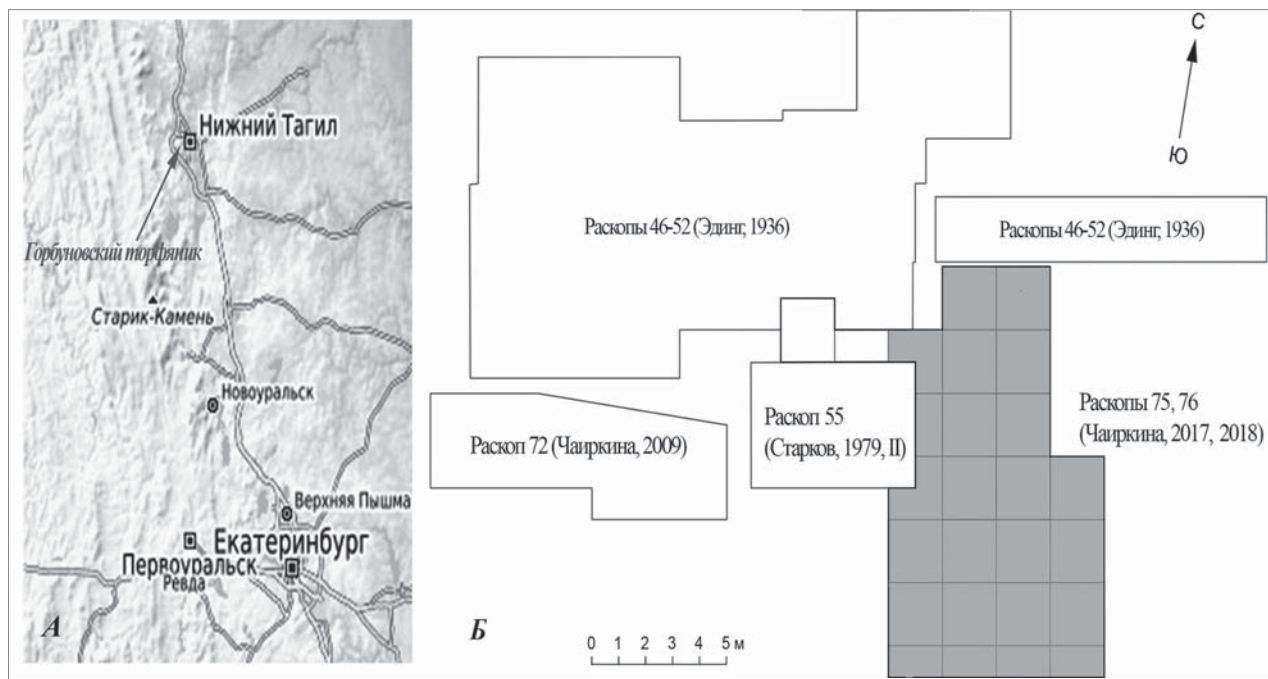 Нижний Тагил
Горбуновский торфяник
Старик-Камень
Новоуральск
Верхняя Пышма
Екатеринбург
Первоуральск
Ревда
А
С
Ю
Раскопы 46-52 (Эдинг, 1936)
Раскопы 46-52 (Эдинг, 1936)
Раскоп 55
(Старков, 1979, II)
Раскопы 75, 76
(Чаиркина, 2017, 2018)
Раскоп 72 (Чаиркина, 2009)
Б
0 1 2 3 4 5 м